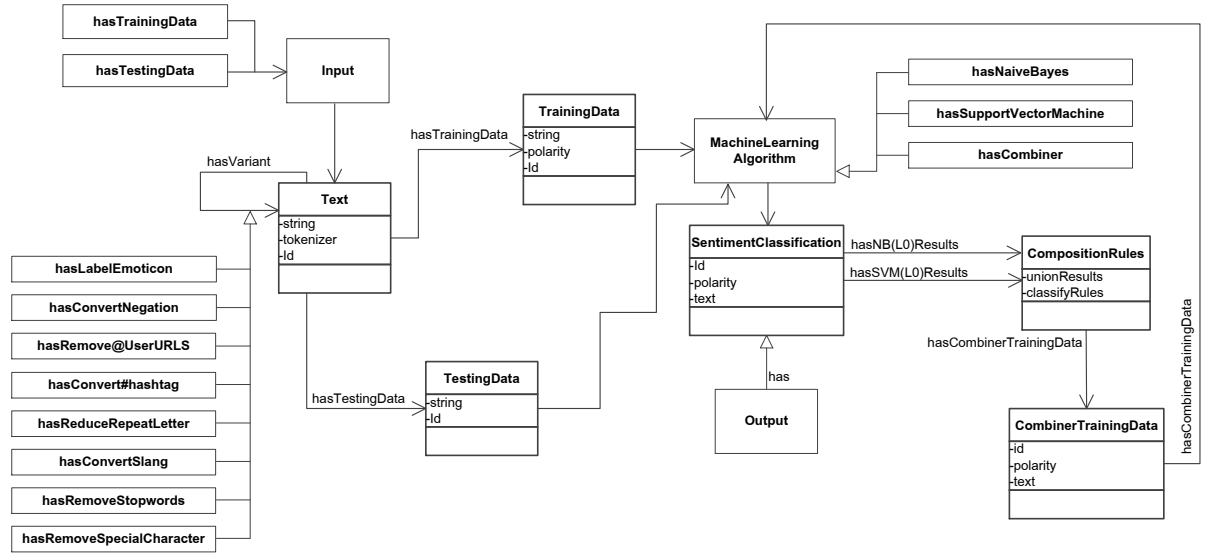 hasTrainingData
hasTestingData
Input
hasVariant
Text
-string
-tokenizer
-Id
hasLabelEmoticon
hasConvertNegation
hasRemove@UserURLS
hasConvert#hashtag
hasReduceRepeatLetter
hasConvertSlang
hasRemoveStopwords
hasRemoveSpecialCharacter
hasTrainingData
TrainingData
-string
-polarity
-Id
hasTestingData
TestingData
-string
-Id
MachineLearning
Algorithm
hasNaiveBayes
hasSupportVectorMachine
hasCombiner
SentimentClassification
-Id
-polarity
-text
hasNB(L0)Results
hasSVM(L0)Results
has
Output
CompositionRules
-unionResults
-classifyRules
hasCombinerTrainingData
CombinerTrainingData
-id
-polarity
-text
hasCombinerTrainingData